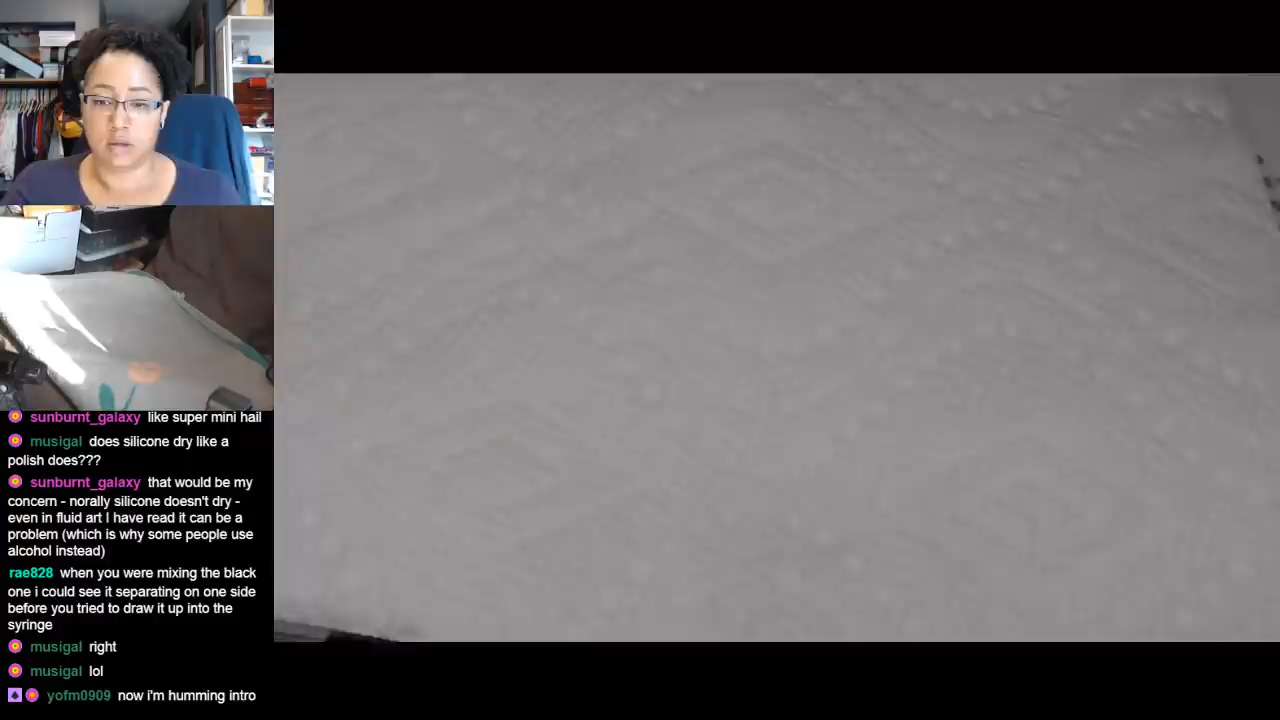 sunburnt_galaxy like super mini hail
musigal does silicone dry like a
polish does???
sunburnt_galaxy that would be my
concern - norally silicone doesn't dry -
even in fluid art I have read it can be a
problem (which is why some people use
alcohol instead)
rae828 when you were mixing the black
one i could see it separating on one side
before you tried to draw it up into the
syringe
musigal right
musigal lol
yofm0909 now i'm humming intro